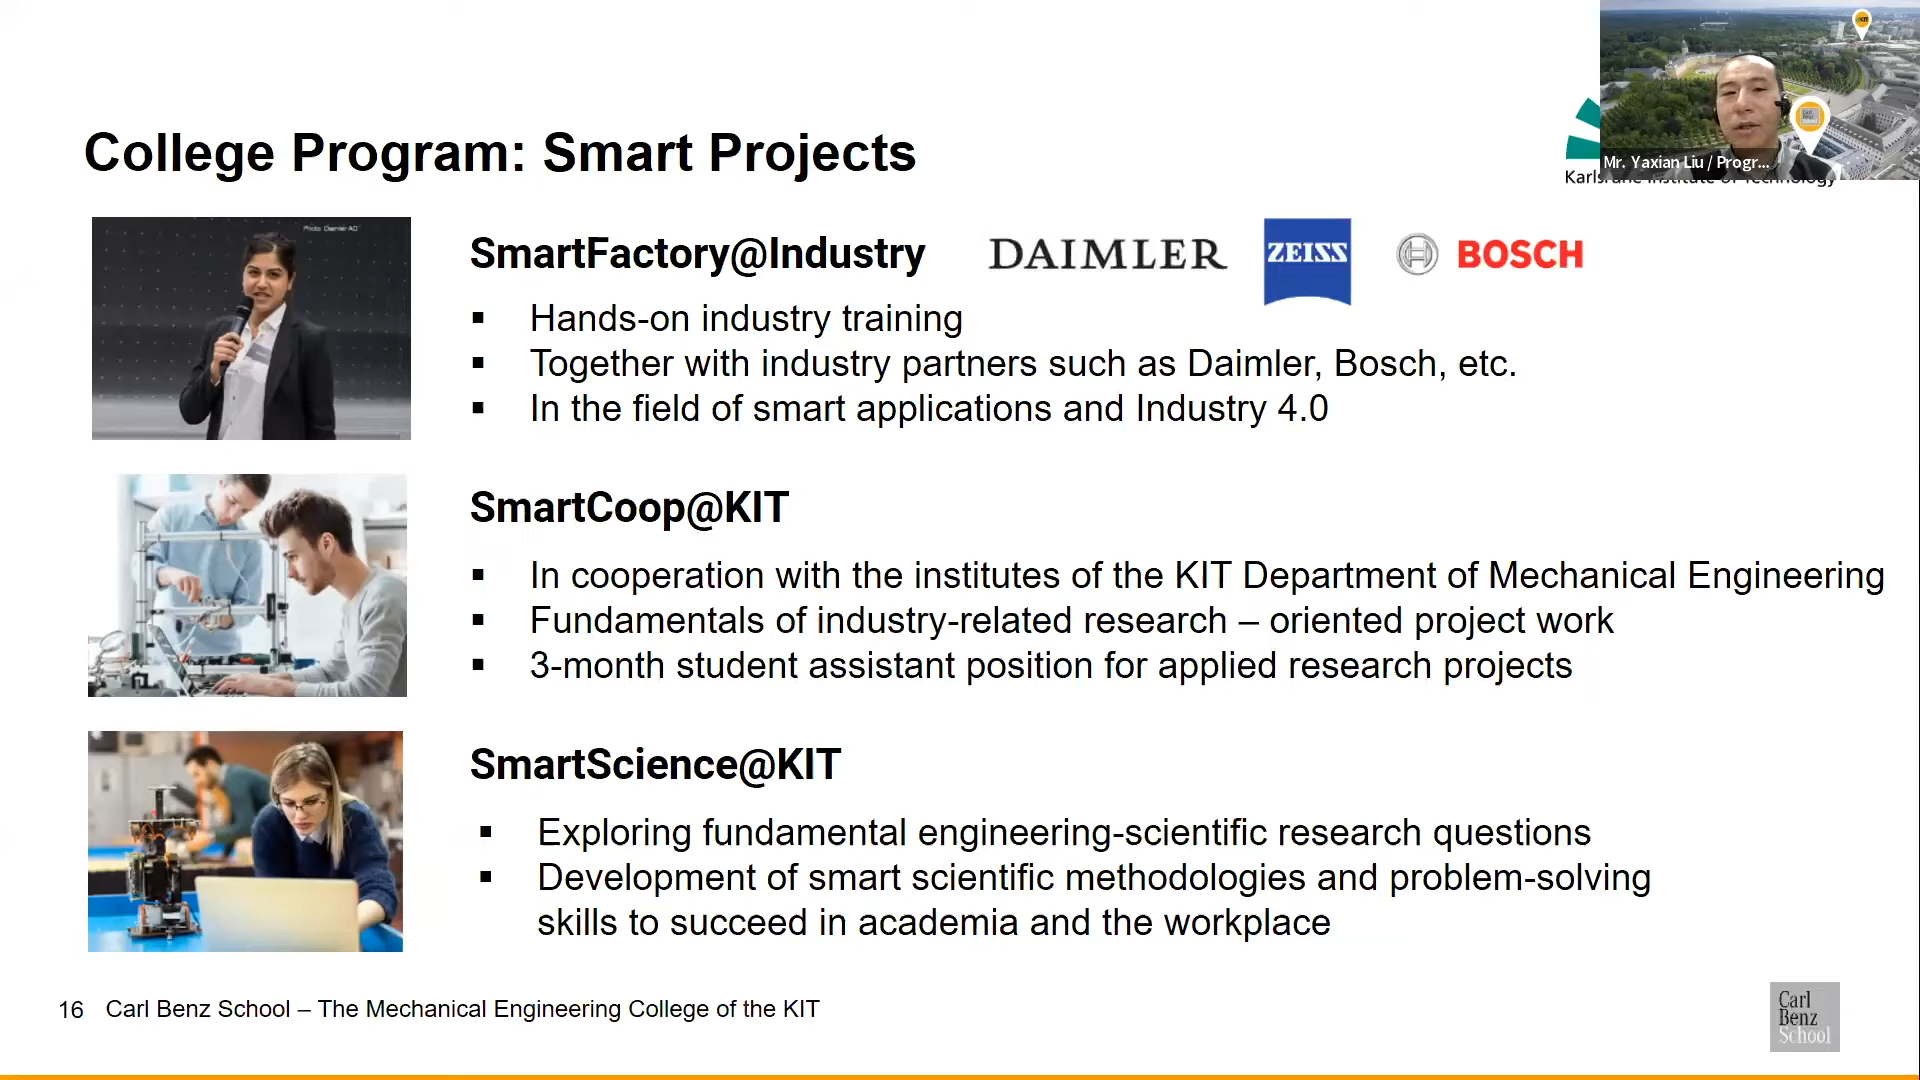 College Program: Smart Projects
Mr. Yaxian Liu / Progr...
Photo: Daimler AG
SmartFactory@Industry
DAIMLER
ZEISS
BOSCH
▪ Hands-on industry training
▪ Together with industry partners such as Daimler, Bosch, etc.
▪ In the field of smart applications and Industry 4.0
SmartCoop@KIT
▪ In cooperation with the institutes of the KIT Department of Mechanical Engineering
▪ Fundamentals of industry-related research – oriented project work
▪ 3-month student assistant position for applied research projects
SmartScience@KIT
▪ Exploring fundamental engineering-scientific research questions
▪ Development of smart scientific methodologies and problem-solving
skills to succeed in academia and the workplace
16 Carl Benz School – The Mechanical Engineering College of the KIT
Carl
Benz
School